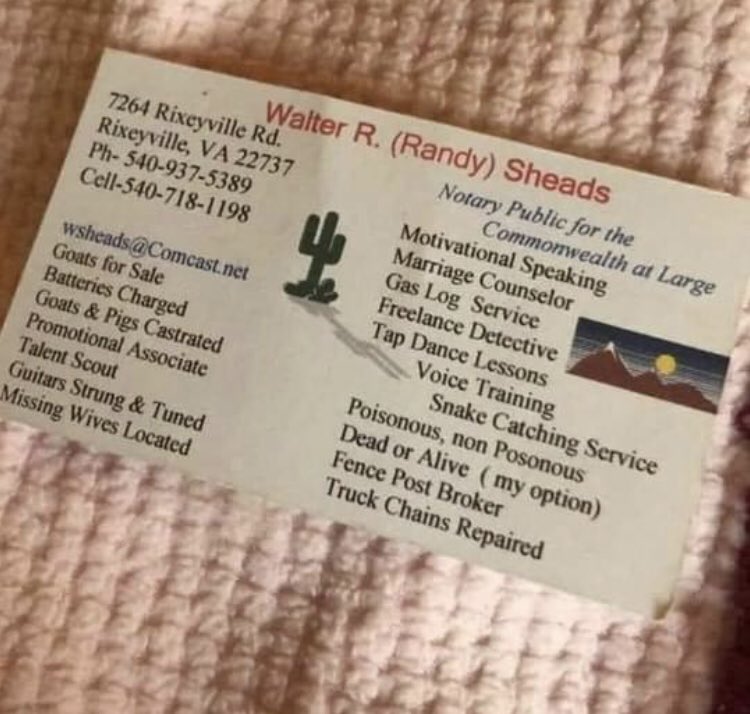 Walter R. (Randy) Sheads
7264 Rixeyville Rd.
Rixeyville, VA 22737
Ph- 540-937-5389
Cell-540-718-1198
wsheads@Comcast.net
Goats for Sale
Batteries Charged
Goats & Pigs Castrated
Promotional Associate
Talent Scout
Guitars Strung & Tuned
Missing Wives Located
Notary Public for the
Commonwealth at Large
Motivational Speaking
Marriage Counselor
Gas Log Service
Freelance Detective
Tap Dance Lessons
Voice Training
Snake Catching Service
Poisonous, non Posonous
Dead or Alive ( my option)
Fence Post Broker
Truck Chains Repaired